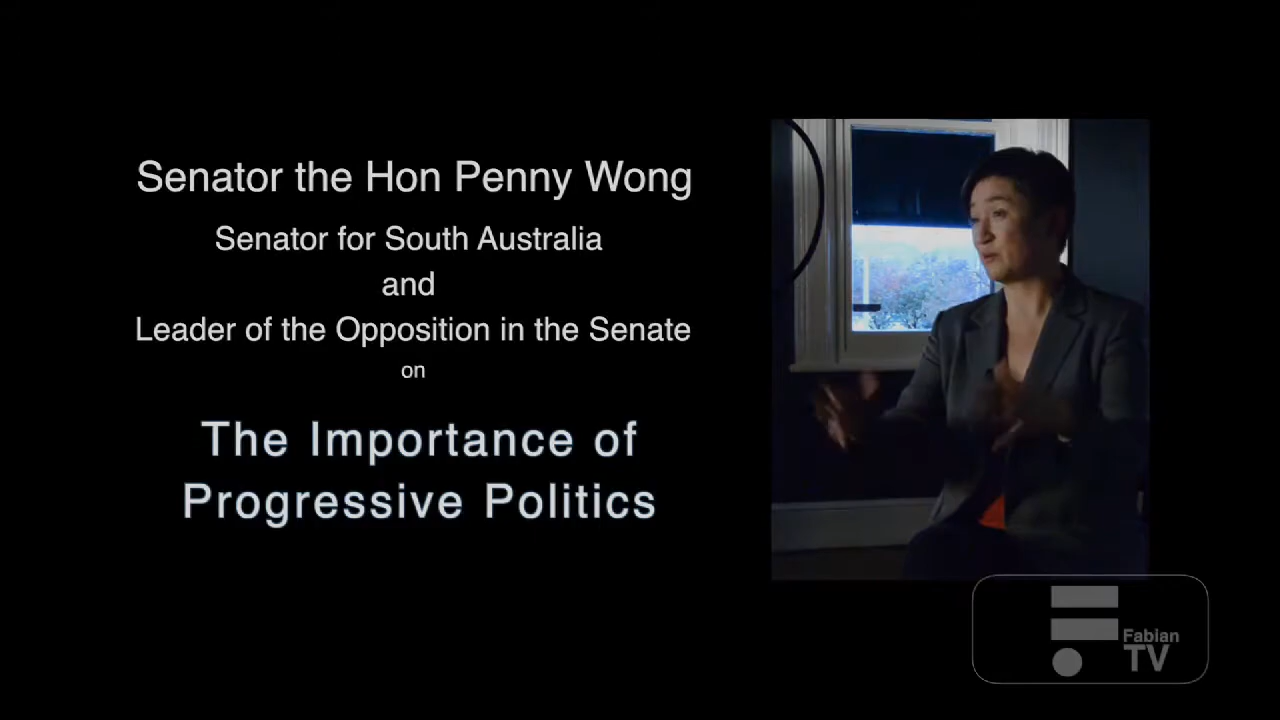 Senator the Hon Penny Wong
Senator for South Australia
and
Leader of the Opposition in the Senate
on
The Importance of
Progressive Politics
Fabian
TV